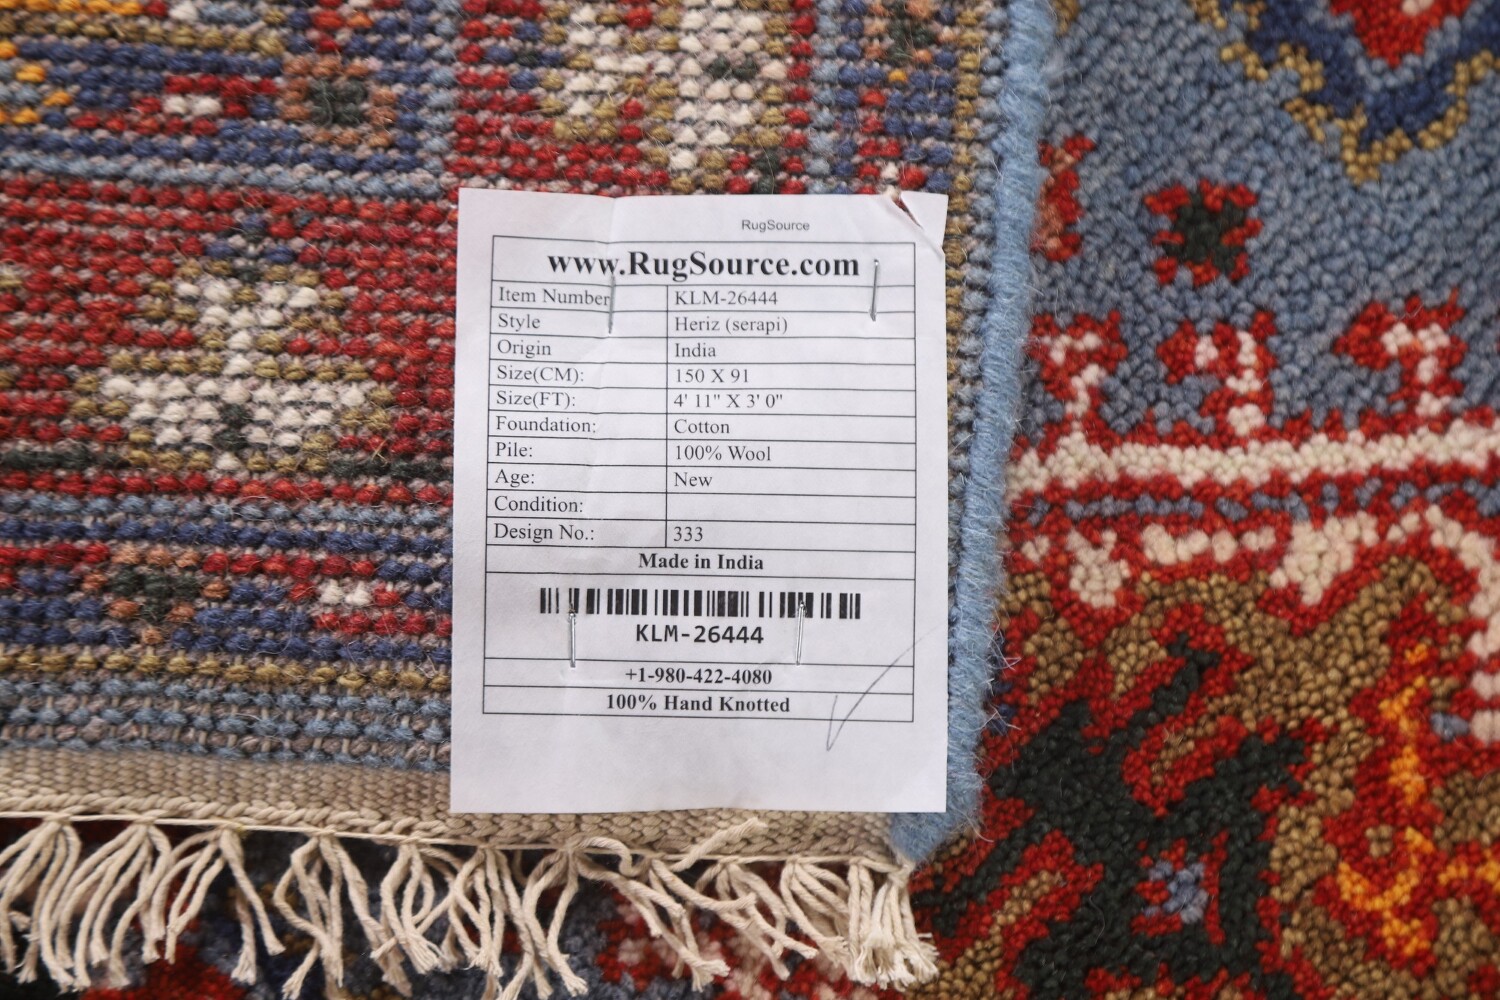 RugSource
www.RugSource.com
Item Number KLM-26444
Style Heriz (serapi)
Origin India
Size(CM): 150 X 91
Size(FT): 4' 11" X 3' 0"
Foundation: Cotton
Pile: 100% Wool
Age: New
Condition:
Design No.: 333
Made in India
KLM-26444
+1-980-422-4080
100% Hand Knotted